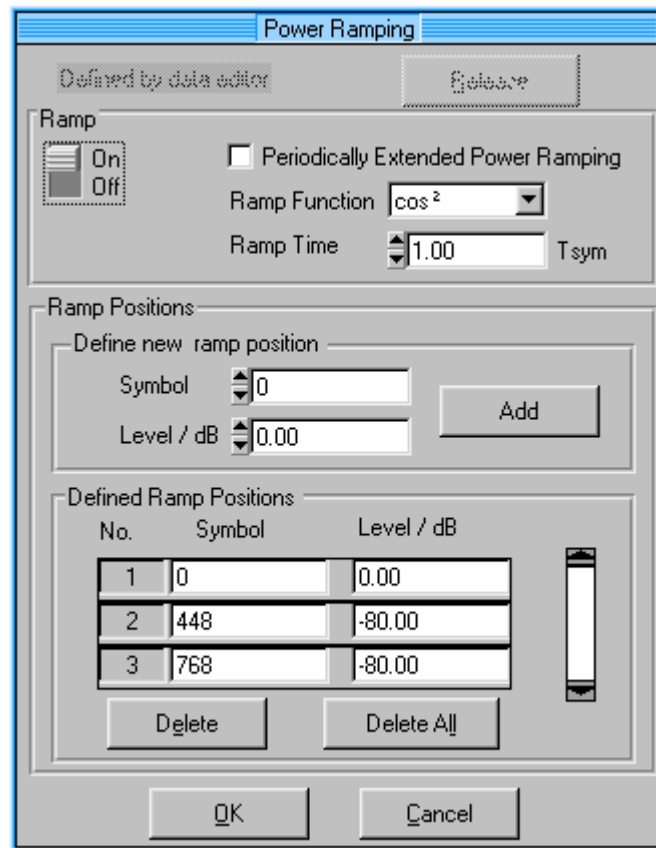 Power Ramping
Defined by data editor
Release
Ramp
On
Off
Periodically Extended Power Ramping
Ramp Function cos²
Ramp Time 1.00 Tsym
Ramp Positions
Define new ramp position
Symbol 0
Level / dB 0.00
Add
Defined Ramp Positions
No. Symbol Level / dB
1 0 0.00
2 448 -80.00
3 768 -80.00
Delete Delete All
OK Cancel